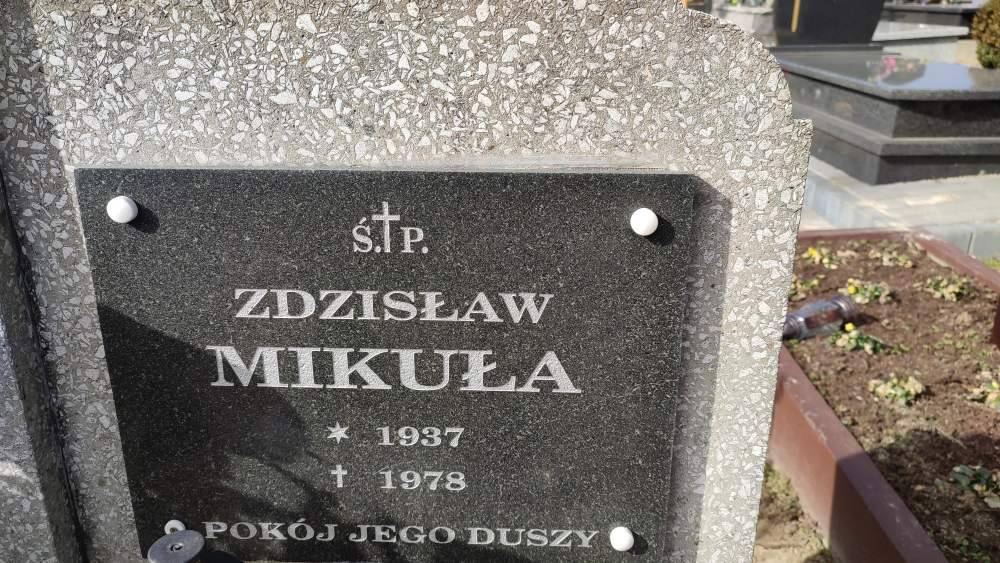 Ś.†P.
ZDZISŁAW
MIKUŁA
* 1937
† 1978
POKÓJ JEGO DUSZY